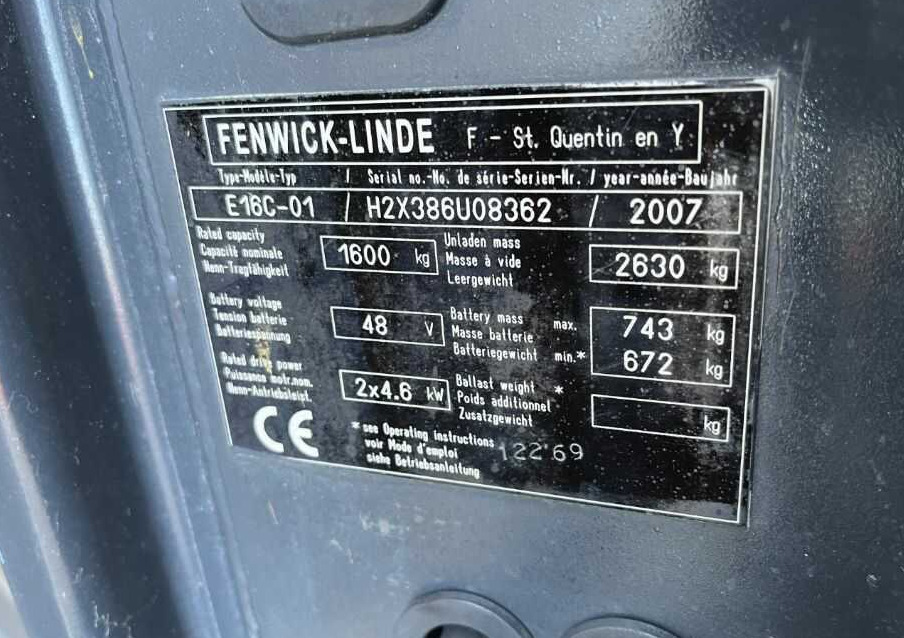 FENWICK-LINDE F - St. Quentin en Y
Type-Modèle-Typ / Serial no.-No. de série-Serien-Nr. / year-année-Baujahr
E16C-01 / H2X386U08362 / 2007
Rated capacity
Capacité nominale
Nenn-Tragfähigkeit
1600 kg
Unladen mass
Masse à vide
Leergewicht
2630 kg
Battery voltage
Tension batterie
Batteriespannung
48 V
Battery mass
Masse batterie
Batteriegewicht
max. 743 kg
min.* 672 kg
Rated drive power
Puissance motr.nom.
Nenn-Antriebsleist.
2x4.6 kW
Ballast weight *
Poids additionnel
Zusatzgewicht
kg
CE
* see Operating instructions
voir Mode d'emploi
siehe Betriebsanleitung
12269